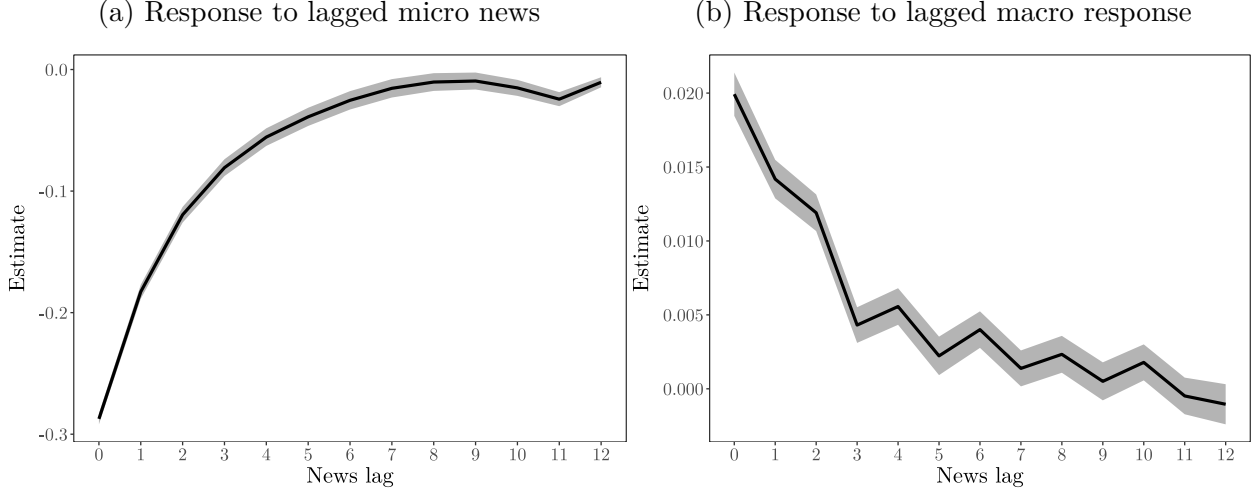 (a) Response to lagged micro news
0.0
-0.1
-0.2
-0.3
Estimate
0 1 2 3 4 5 6 7 8 9 10 11 12
News lag
(b) Response to lagged macro response
0.020
0.015
0.010
0.005
0.000
Estimate
0 1 2 3 4 5 6 7 8 9 10 11 12
News lag